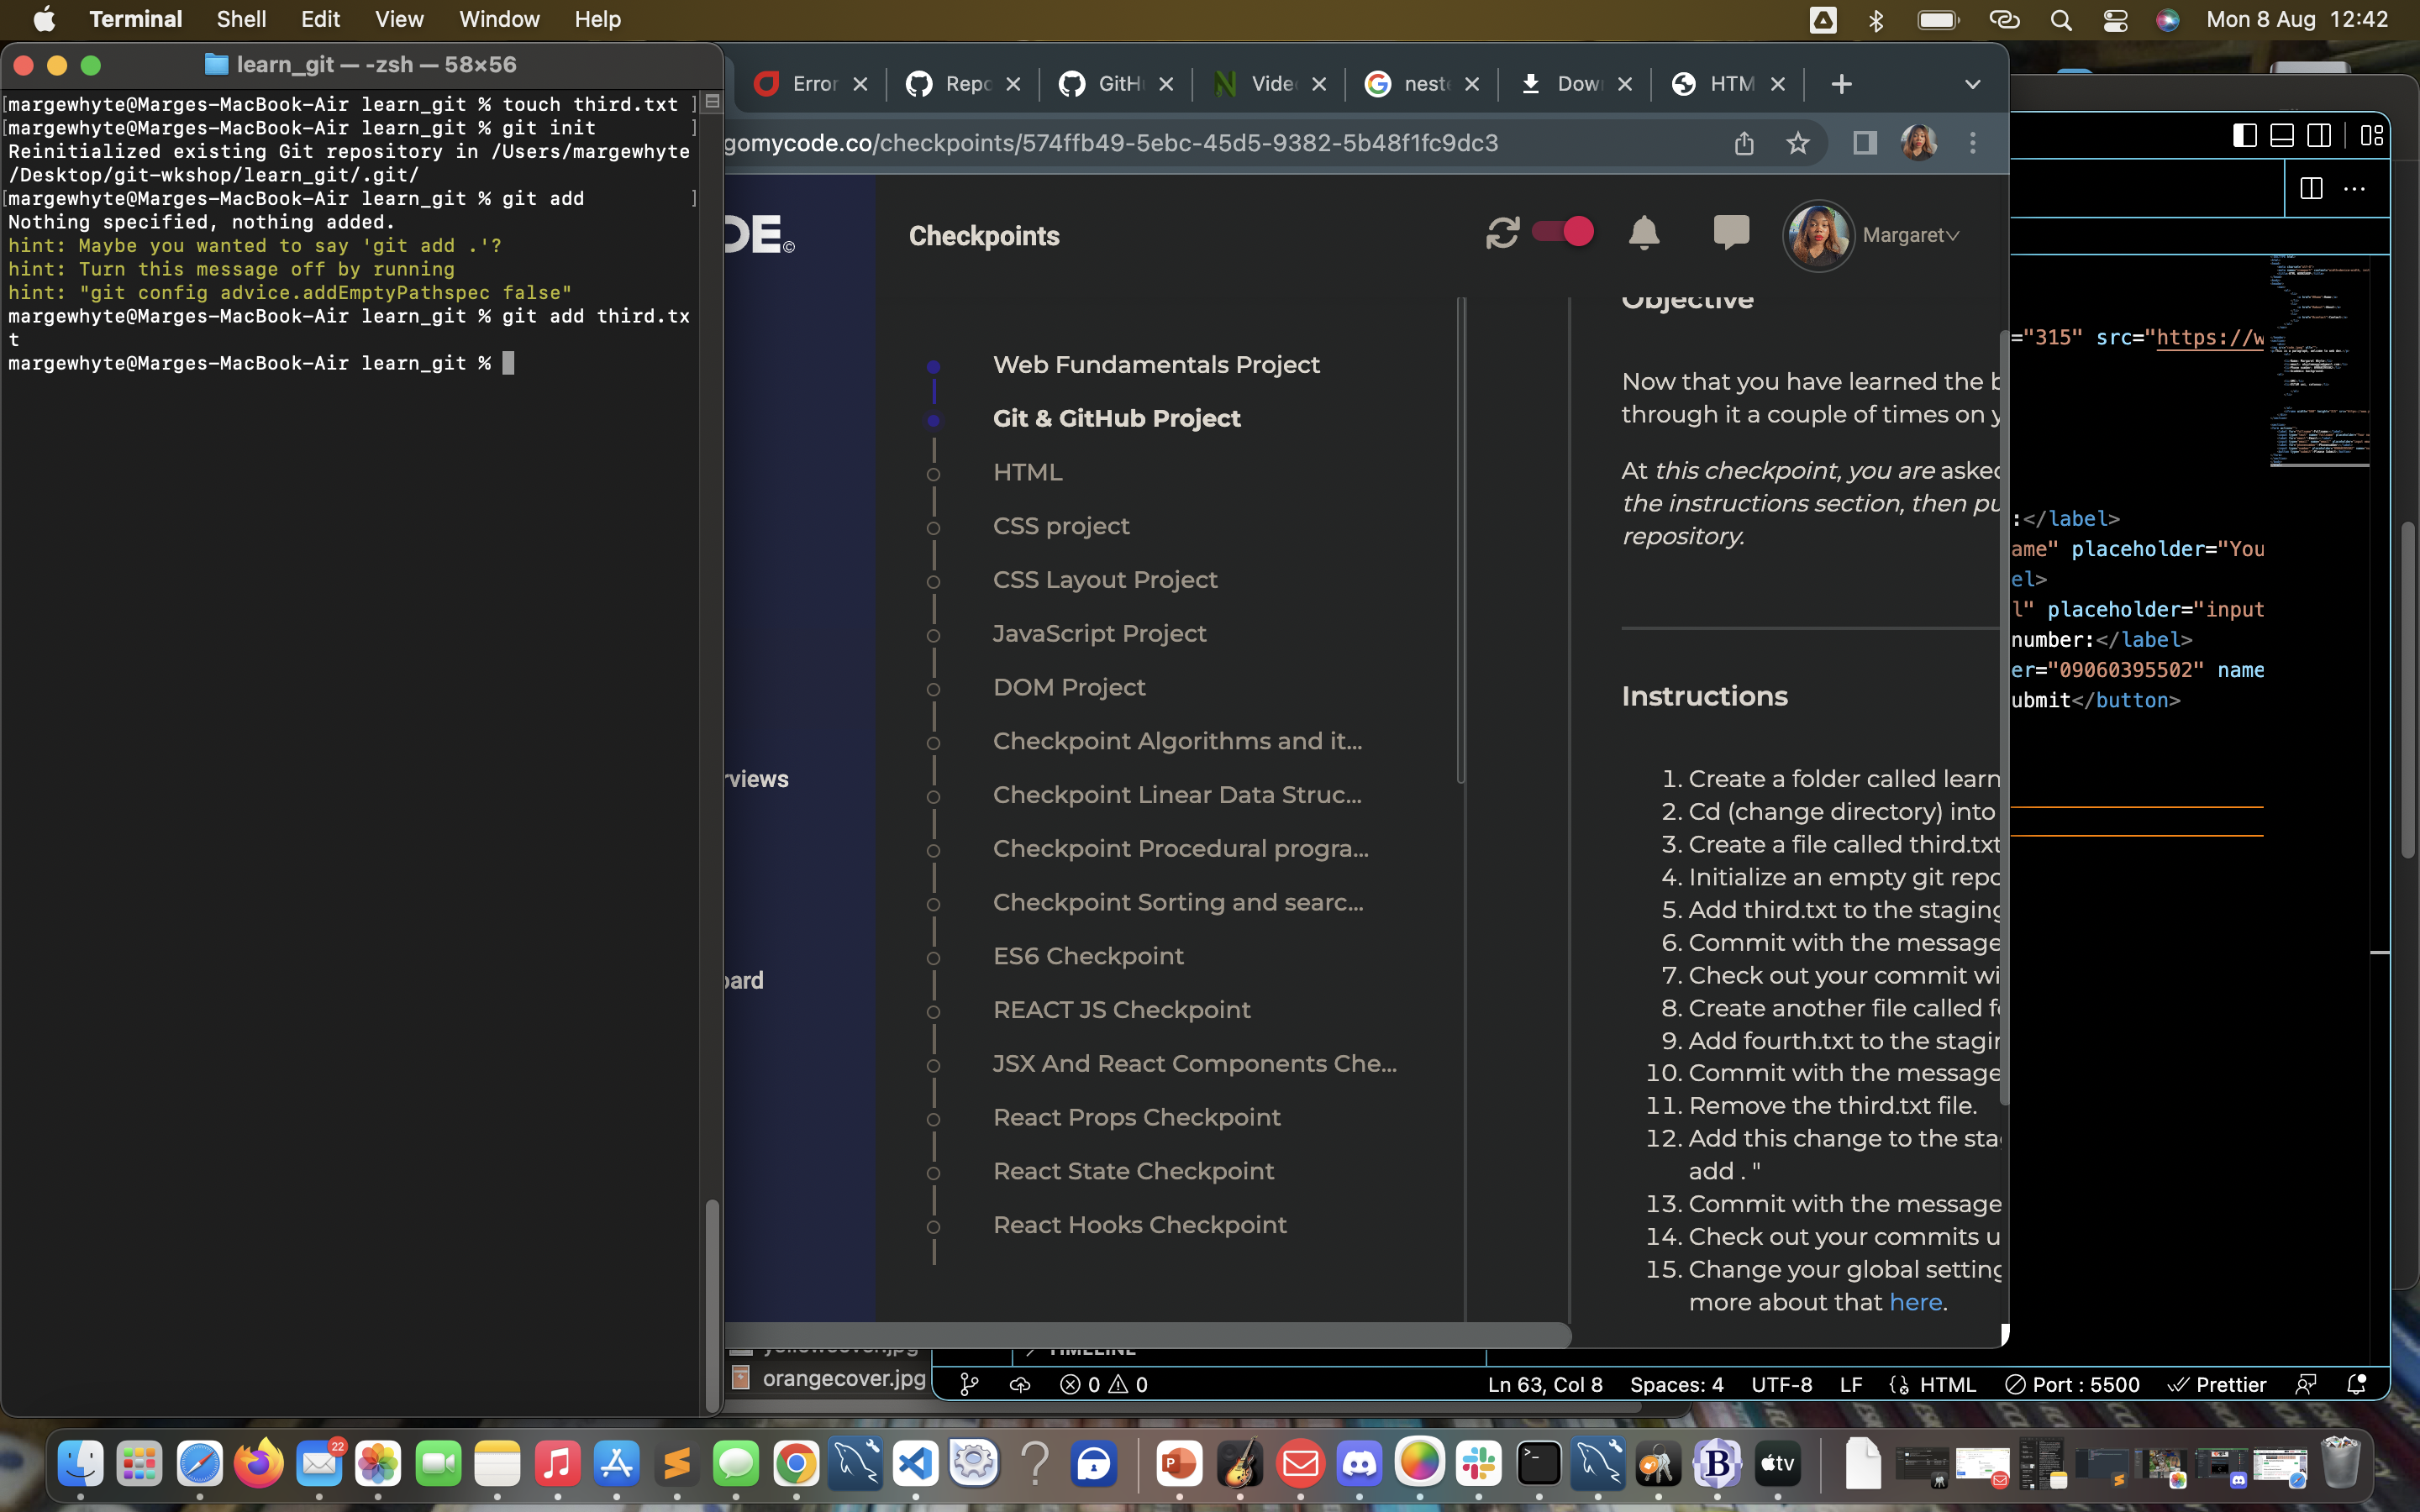 Terminal Shell Edit View Window Help
Mon 8 Aug 12:42
learn_git — -zsh — 58×56
margewhyte@Marges-MacBook-Air learn_git % touch third.txt
margewhyte@Marges-MacBook-Air learn_git % git init
Reinitialized existing Git repository in /Users/margewhyte
/Desktop/git-wkshop/learn_git/.git/
margewhyte@Marges-MacBook-Air learn_git % git add
Nothing specified, nothing added.
hint: Maybe you wanted to say 'git add .'?
hint: Turn this message off by running
hint: "git config advice.addEmptyPathspec false"
margewhyte@Marges-MacBook-Air learn_git % git add third.tx
t
margewhyte@Marges-MacBook-Air learn_git %
Error
Repo
GitH
Vide
neste
Dow
HTM
gomycode.co/checkpoints/574ffb49-5ebc-45d5-9382-5b48f1fc9dc3
DE©
rviews
oard
Checkpoints
Margaret
Web Fundamentals Project
Git & GitHub Project
HTML
CSS project
CSS Layout Project
JavaScript Project
DOM Project
Checkpoint Algorithms and it...
Checkpoint Linear Data Struc...
Checkpoint Procedural progra...
Checkpoint Sorting and searc...
ES6 Checkpoint
REACT JS Checkpoint
JSX And React Components Che...
React Props Checkpoint
React State Checkpoint
React Hooks Checkpoint
Objective
Now that you have learned the b
through it a couple of times on y
At this checkpoint, you are asked
the instructions section, then pu
repository.
Instructions
1. Create a folder called learn
2. Cd (change directory) into
3. Create a file called third.txt
4. Initialize an empty git repo
5. Add third.txt to the staging
6. Commit with the message
7. Check out your commit wi
8. Create another file called fo
9. Add fourth.txt to the stagin
10. Commit with the message
11. Remove the third.txt file.
12. Add this change to the sta
add . "
13. Commit with the message
14. Check out your commits u
15. Change your global setting
more about that here.
="315" src="https://w
:</label>
ame" placeholder="You
el>
l" placeholder="input
number:</label>
er="09060395502" name
ubmit</button>
yellowcover.jpg
orangecover.jpg
TIMELINE
0 0
Ln 63, Col 8 Spaces: 4 UTF-8 LF HTML Port : 5500 Prettier
22
P
B
tv